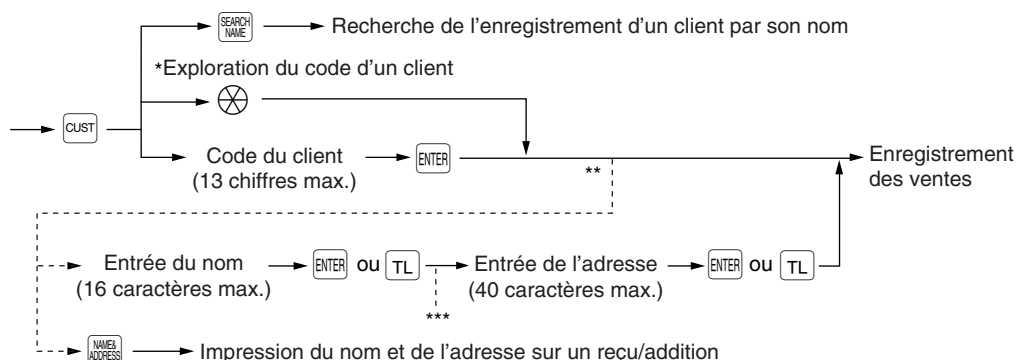 SEARCH NAME Recherche de l'enregistrement d'un client par son nom
*Exploration du code d'un client
CUST
Code du client ENTER Enregistrement
(13 chiffres max.) ** des ventes
Entrée du nom ENTER ou TL Entrée de l'adresse ENTER ou TL
(16 caractères max.) (40 caractères max.)
***
NAME& ADDRESS Impression du nom et de l'adresse sur un reçu/addition